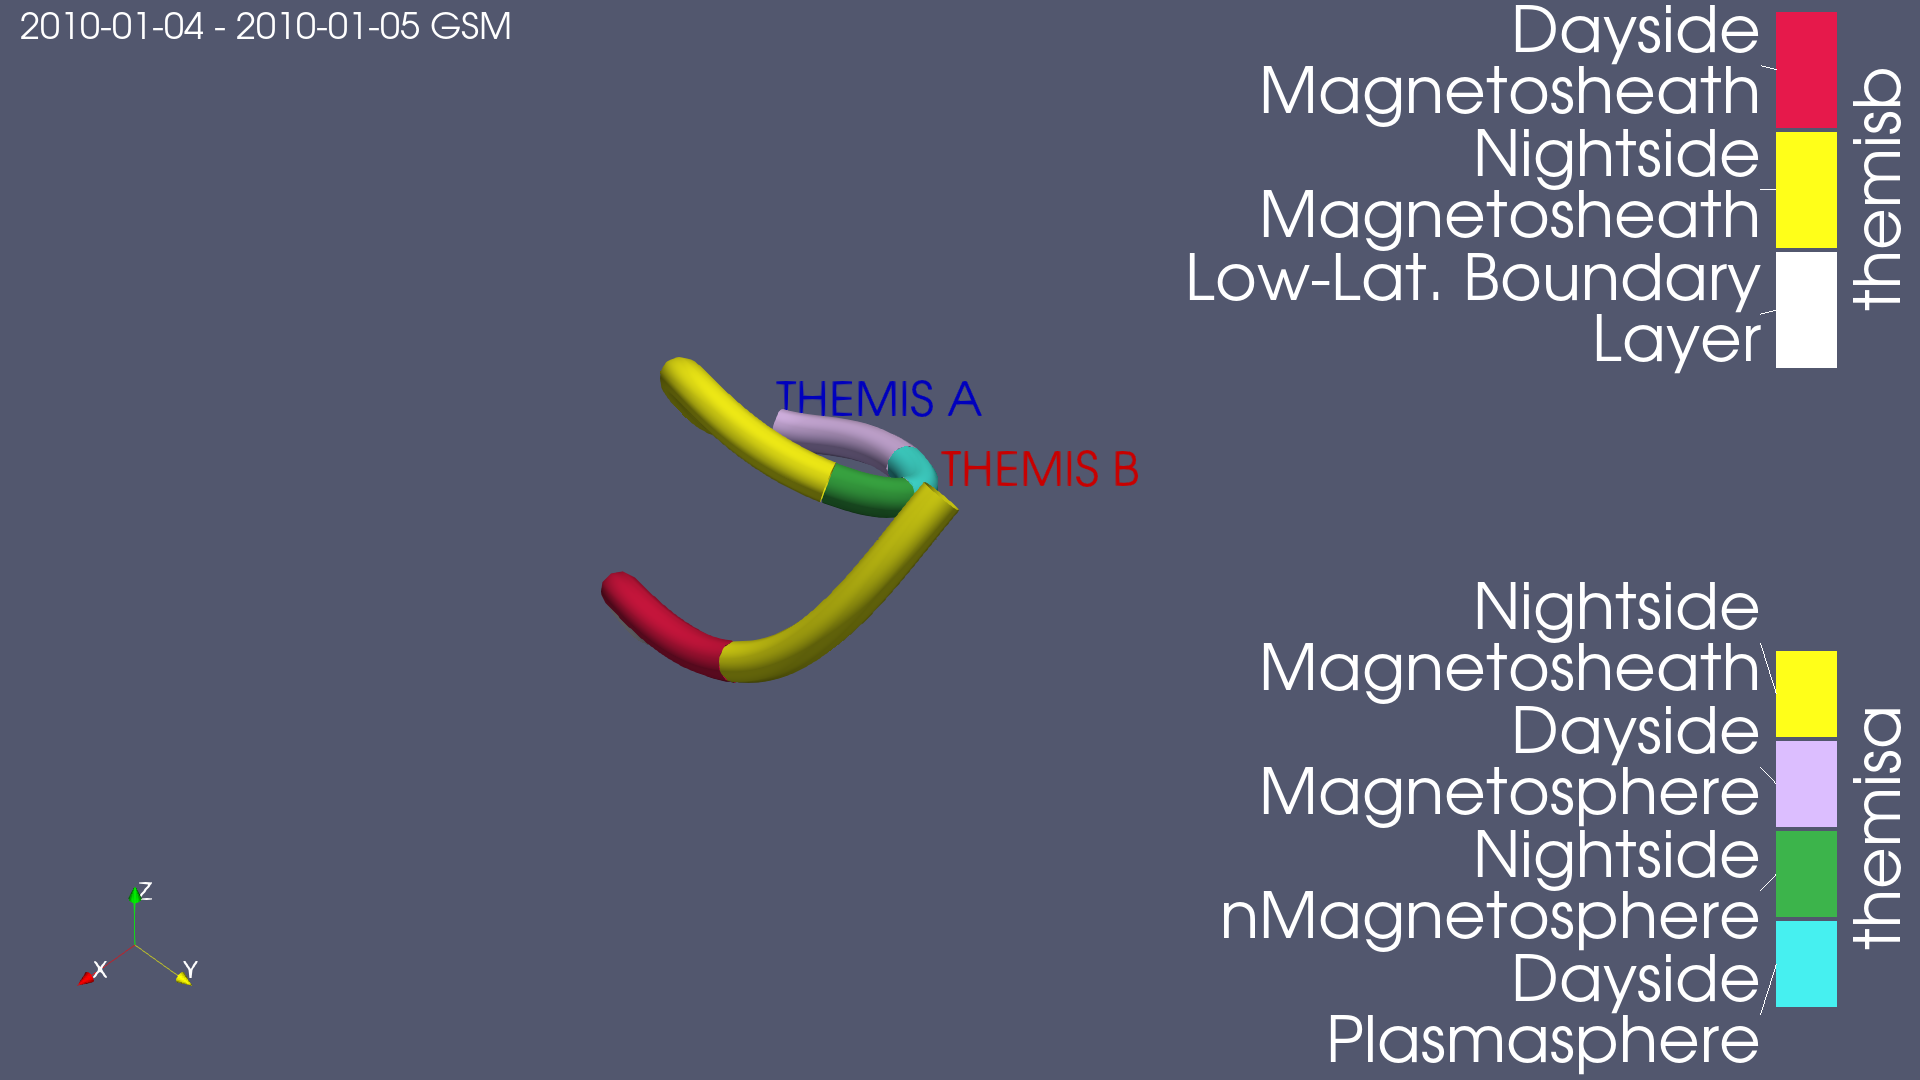 2010-01-04 - 2010-01-05 GSM
Dayside
Magnetosheath
Nightside
Magnetosheath
Low-Lat. Boundary
Layer
themisb
THEMIS A
THEMIS B
Nightside
Magnetosheath
Dayside
Magnetosphere
Nightside
nMagnetosphere
Dayside
Plasmasphere
themisa
Z
X
Y